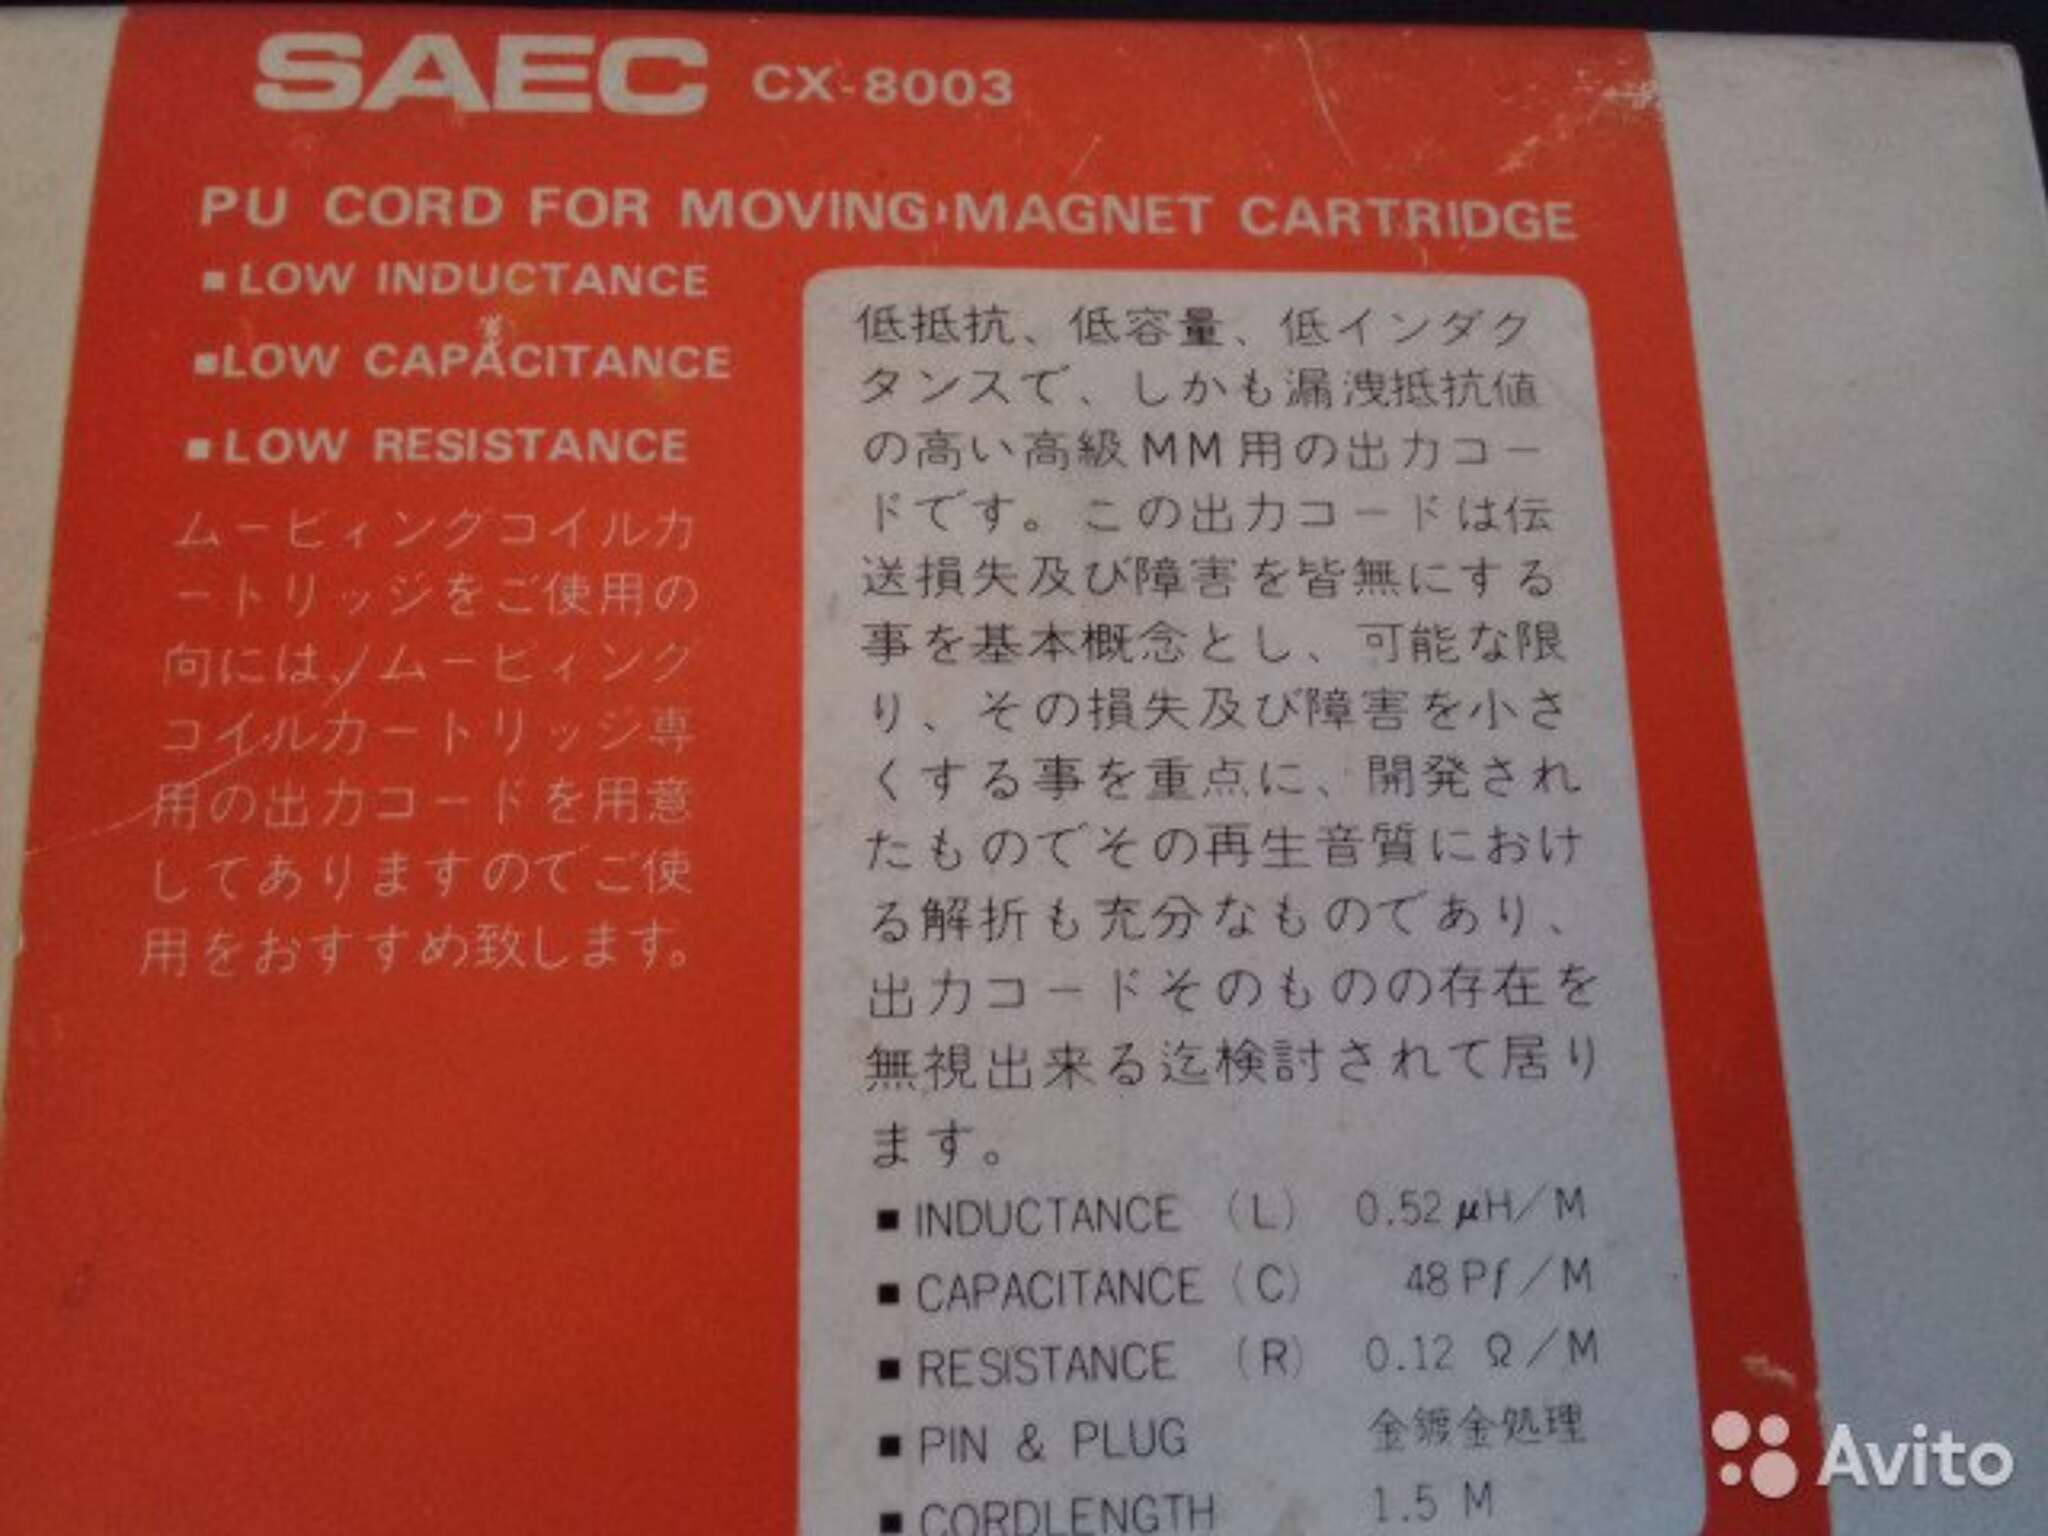 SAEC CX-8003
PU CORD FOR MOVING MAGNET CARTRIDGE
■ LOW INDUCTANCE
■ LOW CAPACITANCE
■ LOW RESISTANCE
ムービィングコイルカ
ートリッジをご使用の
向には、ムービィング
コイルカートリッジ専
用の出力コードを用意
してありますのでご使
用をおすすめ致します。
低抵抗、低容量、低インダク
タンスで、しかも漏洩抵抗値
の高い高級MM用の出力コー
ドです。この出力コードは伝
送損失及び障害を皆無にする
事を基本概念とし、可能な限
り、その損失及び障害を小さ
くする事を重点に、開発され
たものでその再生音質におけ
る解折も充分なものであり、
出力コードそのものの存在を
無視出来る迄検討されて居り
ます。
■ INDUCTANCE (L) 0.52 μH/M
■ CAPACITANCE (C) 48 Pf/M
■ RESISTANCE (R) 0.12 Ω/M
■ PIN & PLUG 金鍍金処理
■ CORDLENGTH 1.5 M
Avito